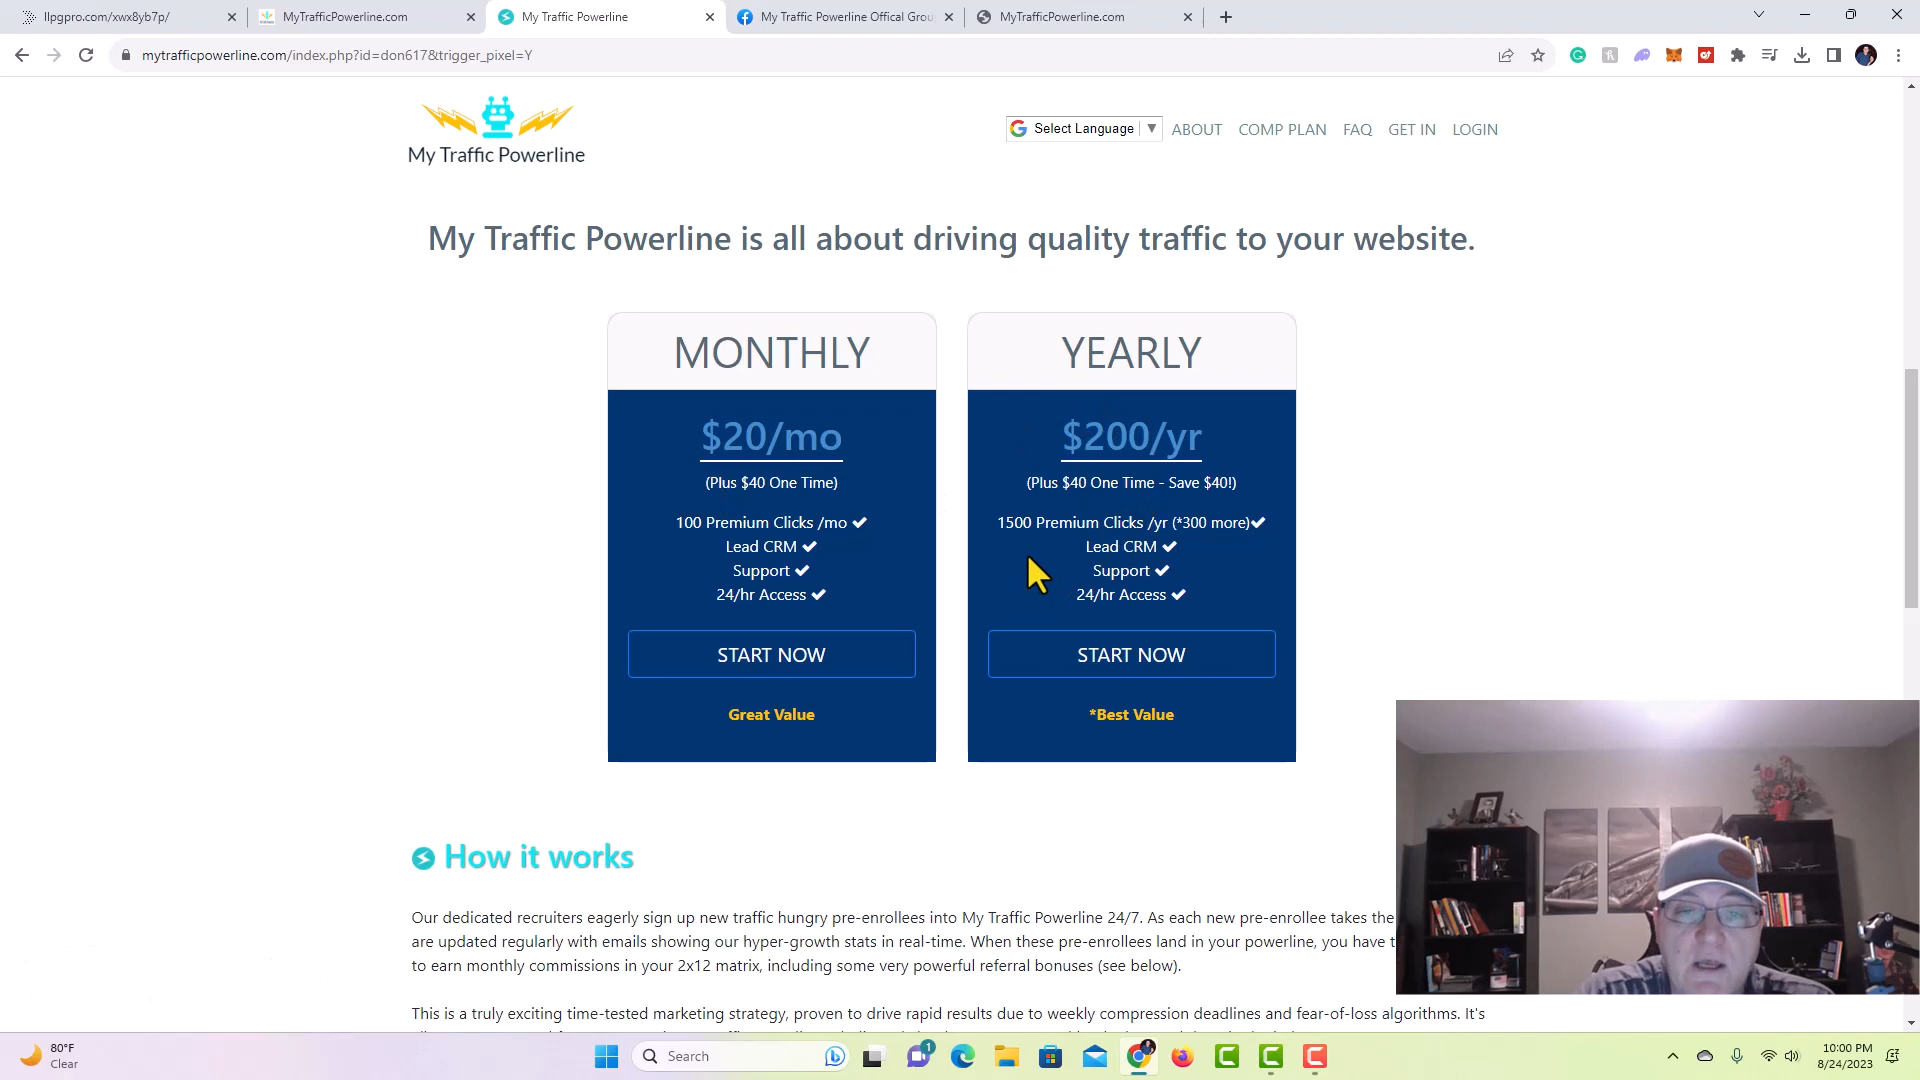 llpgpro.com/xwx8yb7p/
MyTrafficPowerline.com
My Traffic Powerline
My Traffic Powerline Offical Grou
MyTrafficPowerline.com
mytrafficpowerline.com/index.php?id=don617&trigger_pixel=Y
My Traffic Powerline
Select Language
ABOUT
COMP PLAN
FAQ
GET IN
LOGIN
My Traffic Powerline is all about driving quality traffic to your website.
MONTHLY
$20/mo
(Plus $40 One Time)
100 Premium Clicks /mo
Lead CRM
Support
24/hr Access
START NOW
Great Value
YEARLY
$200/yr
(Plus $40 One Time - Save $40!)
1500 Premium Clicks /yr (*300 more)
Lead CRM
Support
24/hr Access
START NOW
*Best Value
How it works
Our dedicated recruiters eagerly sign up new traffic hungry pre-enrollees into My Traffic Powerline 24/7. As each new pre-enrollee takes the
are updated regularly with emails showing our hyper-growth stats in real-time. When these pre-enrollees land in your powerline, you have t
to earn monthly commissions in your 2x12 matrix, including some very powerful referral bonuses (see below).
This is a truly exciting time-tested marketing strategy, proven to drive rapid results due to weekly compression deadlines and fear-of-loss algorithms. It's
80°F
Clear
Search
1
10:00 PM
8/24/2023